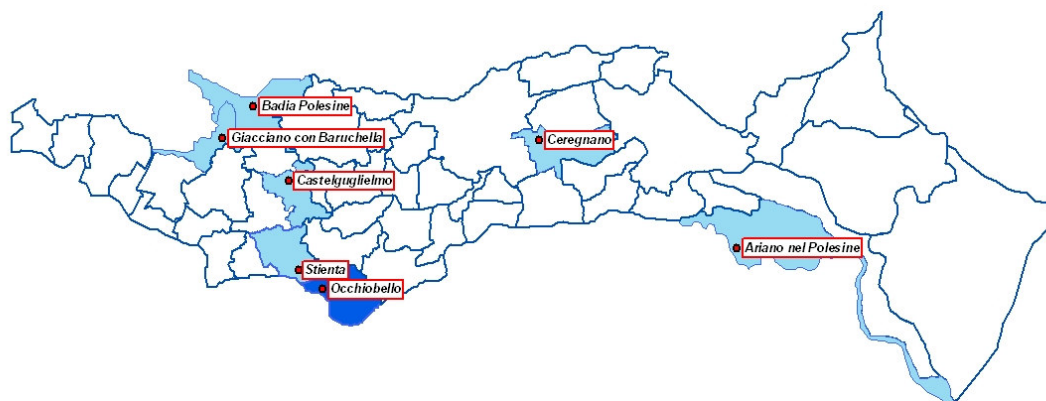 Badia Polesine
Giacciano con Baruchella
Ceregnano
Castelguglielmo
Ariano nel Polesine
Stienta
Occhiobello